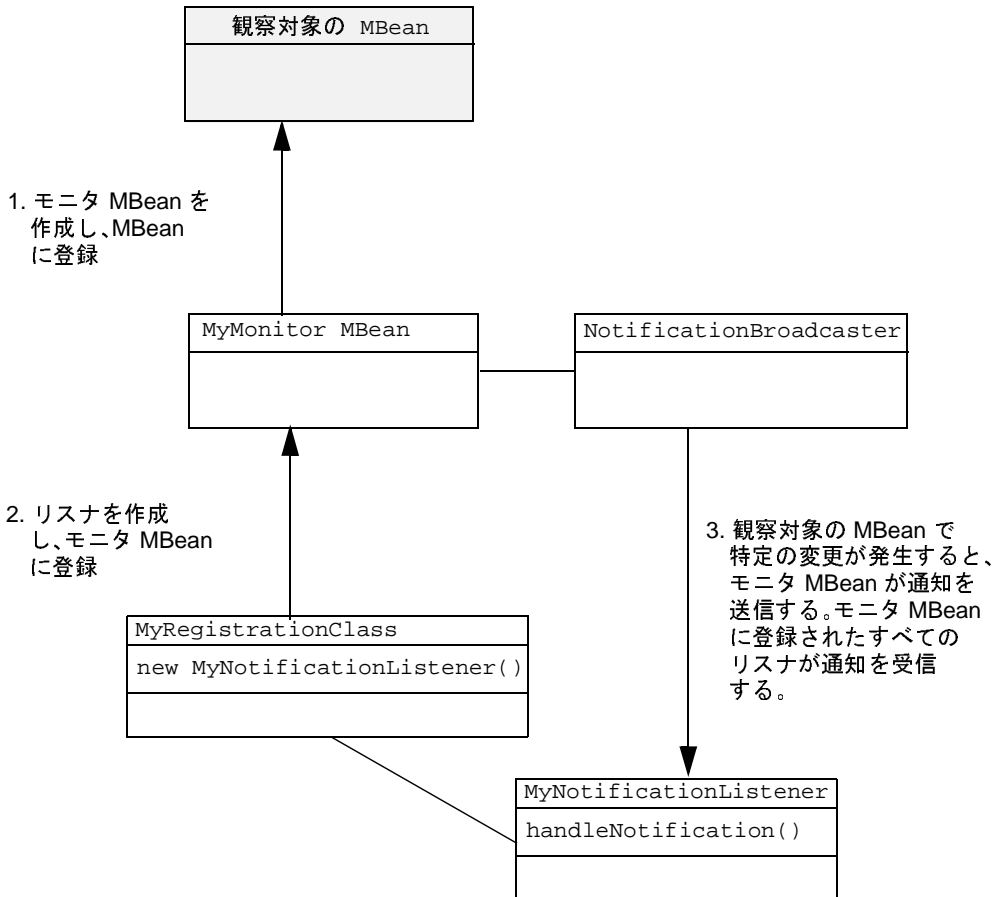 観察対象の MBean
1. モニタ MBean を
作成し、MBean
に登録
MyMonitor MBean
NotificationBroadcaster
2. リスナを作成
し、モニタ MBean
に登録
3. 観察対象の MBean で
特定の変更が発生すると、
モニタ MBean が通知を
送信する。モニタ MBean
に登録されたすべての
リスナが通知を受信
する。
MyRegistrationClass
new MyNotificationListener()
MyNotificationListener
handleNotification()